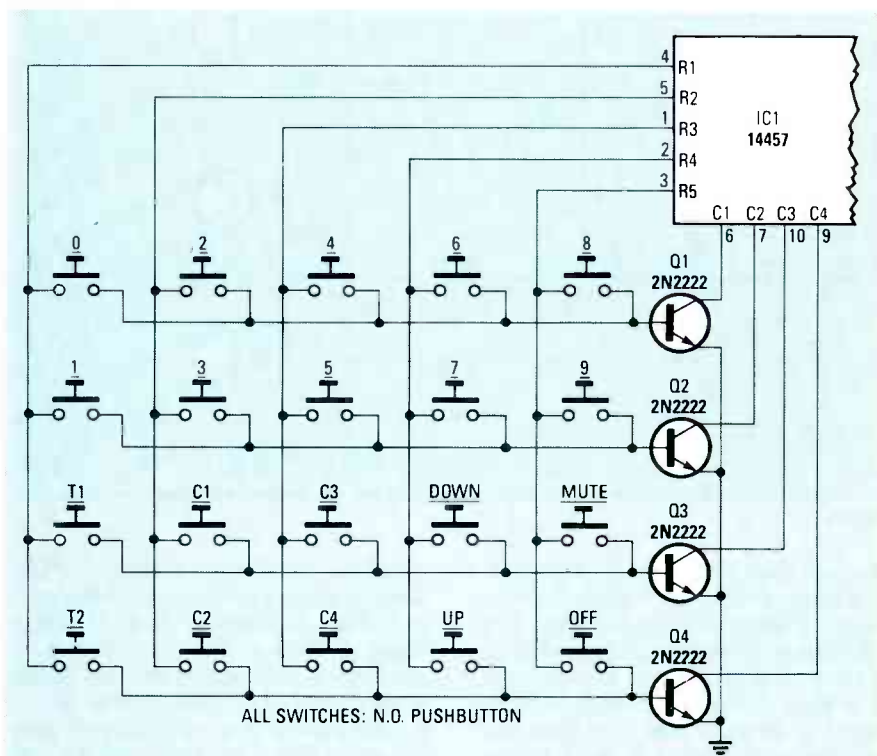 4 R1
5 R2
1 R3
2 R4
3 R5
IC1
14457
C1 C2 C3 C4
6 7 10 9
0 2 4 6 8
Q1
2N2222
1 3 5 7 9
Q2
2N2222
T1 C1 C3 DOWN MUTE
Q3
2N2222
T2 C2 C4 UP OFF
Q4
2N2222
ALL SWITCHES: N.O. PUSHBUTTON